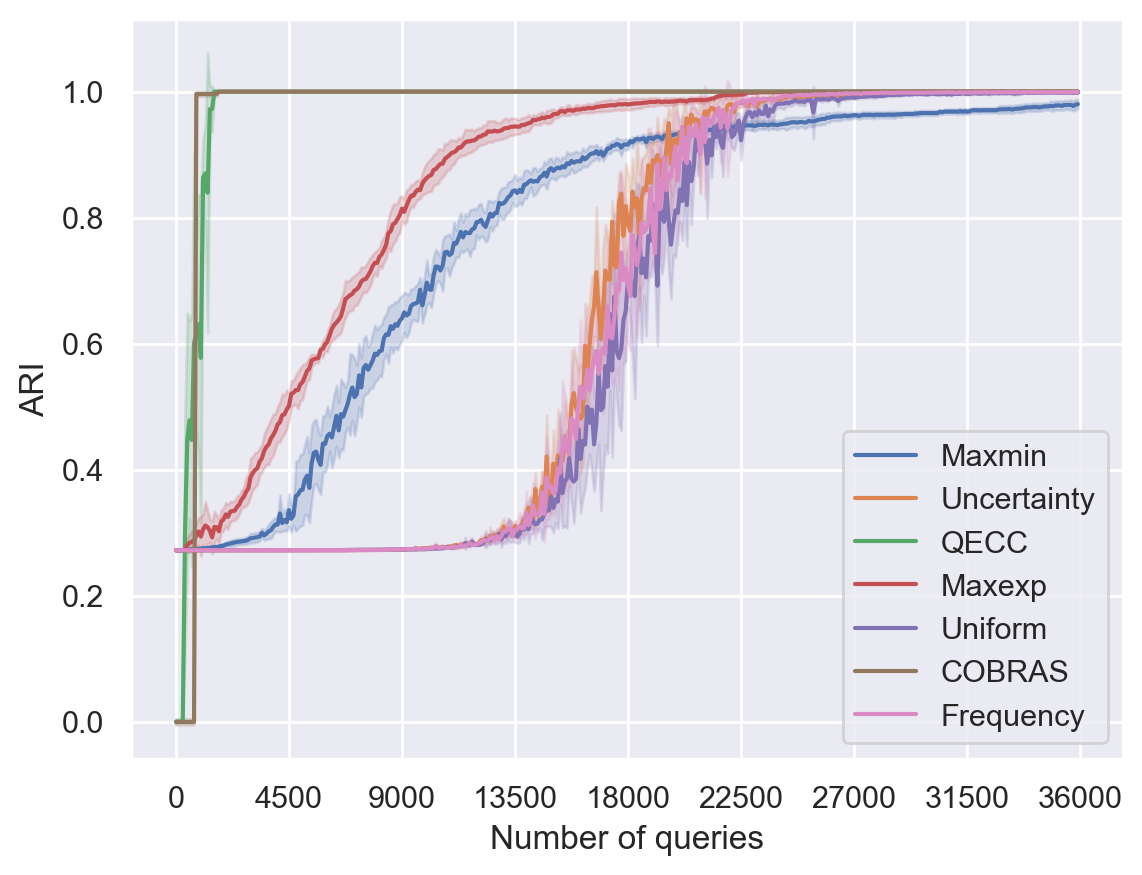 1.0
0.8
0.6
0.4
0.2
0.0
ARI
0 4500 9000 13500 18000 22500 27000 31500 36000
Number of queries
Maxmin
Uncertainty
QECC
Maxexp
Uniform
COBRAS
Frequency